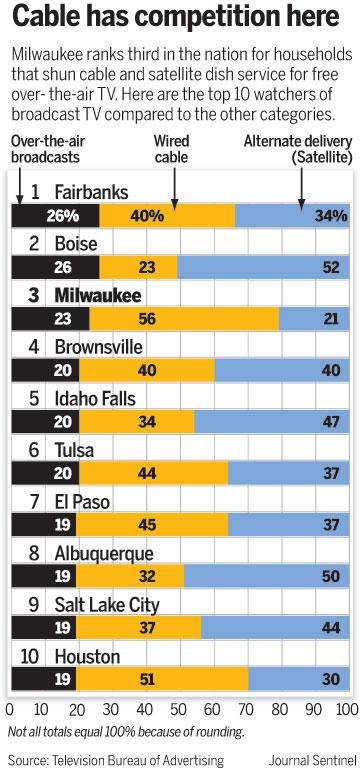 Cable has competition here
Milwaukee ranks third in the nation for households
that shun cable and satellite dish service for free
over- the-air TV. Here are the top 10 watchers of
broadcast TV compared to the other categories.
Over-the-air
broadcasts
Wired
cable
Alternate delivery
(Satellite)
1 Fairbanks
26% 40% 34%
2 Boise
26 23 52
3 Milwaukee
23 56 21
4 Brownsville
20 40 40
5 Idaho Falls
20 34 47
6 Tulsa
20 44 37
7 El Paso
19 45 37
8 Albuquerque
19 32 50
9 Salt Lake City
19 37 44
10 Houston
19 51 30
0 10 20 30 40 50 60 70 80 90 100
Not all totals equal 100% because of rounding.
Source: Television Bureau of Advertising Journal Sentinel